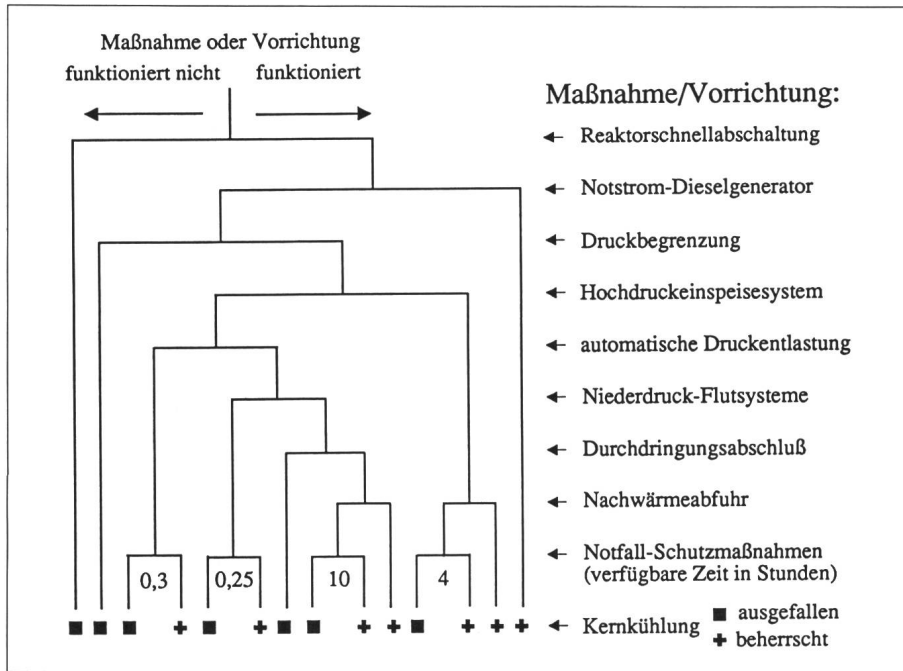 Maßnahme oder Vorrichtung
funktioniert nicht funktioniert
Maßnahme/Vorrichtung:
Reaktorschnellabschaltung
Notstrom-Dieselgenerator
Druckbegrenzung
Hochdruckeinspeisesystem
automatische Druckentlastung
Niederdruck-Flutsysteme
Durchdringungsabschluß
Nachwärmeabfuhr
Notfall-Schutzmaßnahmen
(verfügbare Zeit in Stunden)
0,3 0,25 10 4
Kernkühlung
ausgefallen
beherrscht